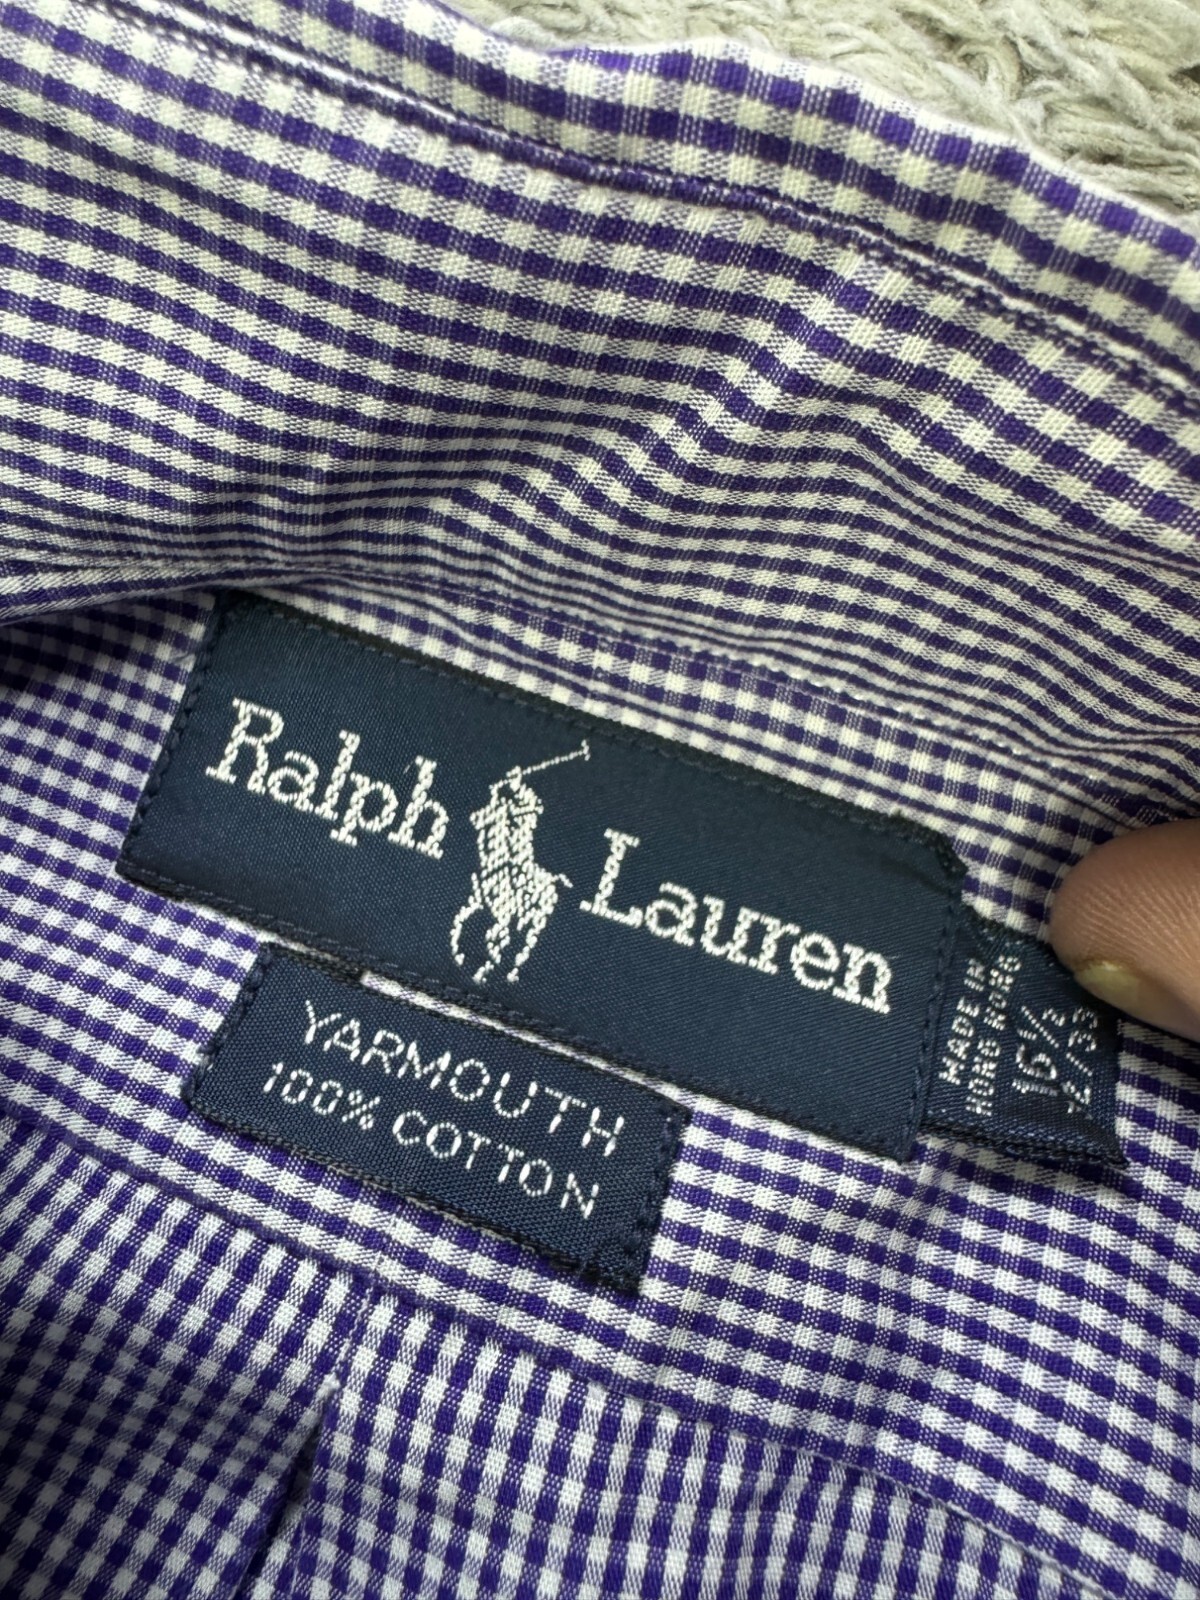 Ralph Lauren
YARMOUTH
100% COTTON
MADE IN
HONG KONG